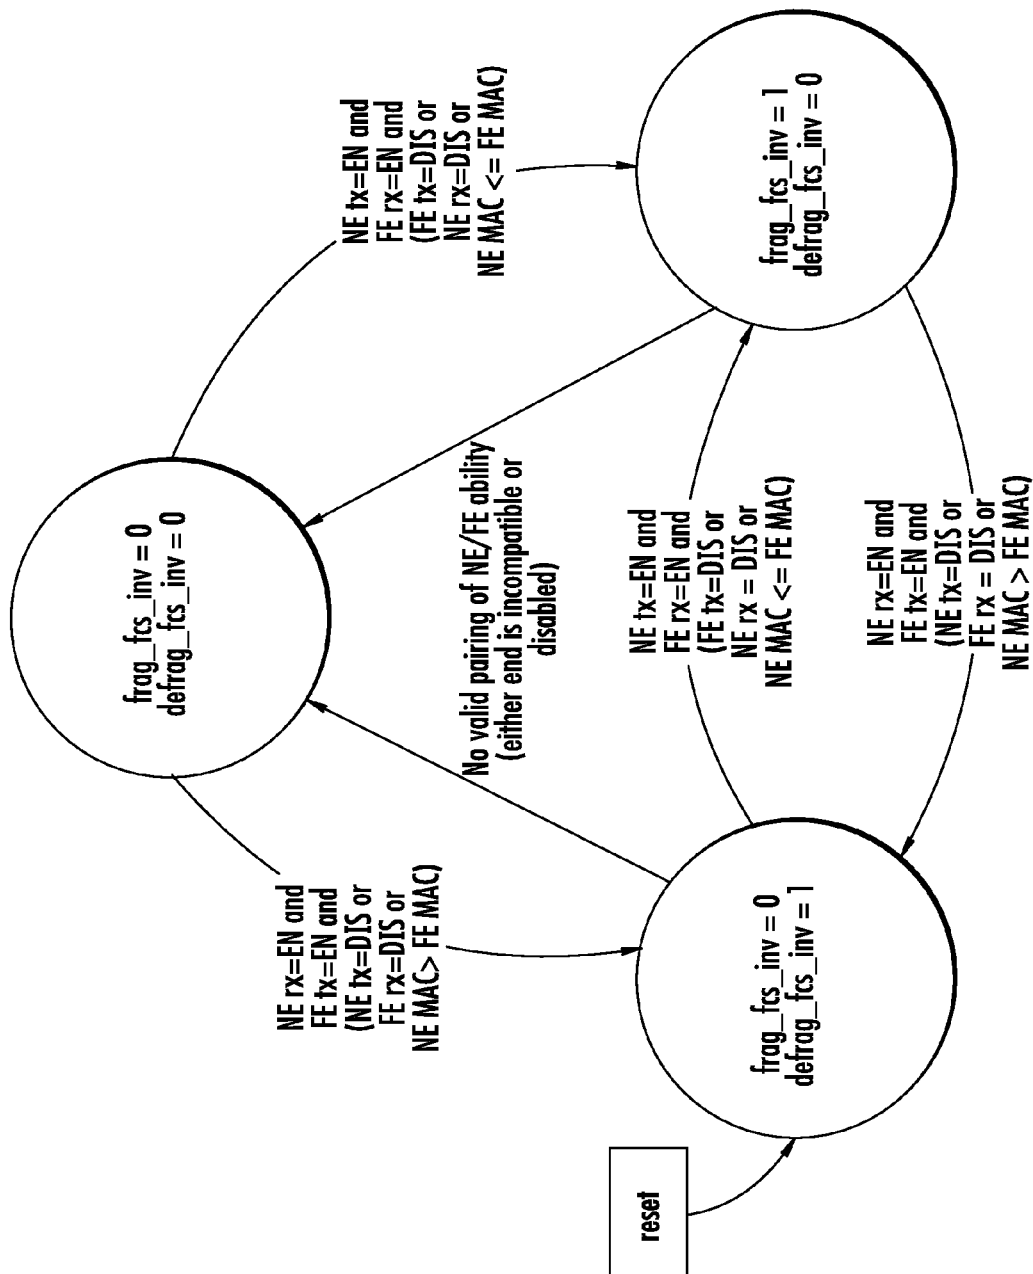 frag_fcs_inv = 0
defrag_fcs_inv = 0
NE rx=EN and
FE tx=EN and
(NE tx=DIS or
FE rx=DIS or
NE MAC> FE MAC)
NE tx=EN and
FE rx=EN and
(FE tx=DIS or
NE rx=DIS or
NE MAC <= FE MAC)
No valid pairing of NE/FE ability
(either end is incompatible or
disabled)
reset
frag_fcs_inv = 0
defrag_fcs_inv = 1
NE tx=EN and
FE rx=EN and
(FE tx=DIS or
NE rx = DIS or
NE MAC <= FE MAC)
frag_fcs_inv = 1
defrag_fcs_inv = 0
NE rx=EN and
FE tx=EN and
(NE tx=DIS or
FE rx = DIS or
NE MAC > FE MAC)